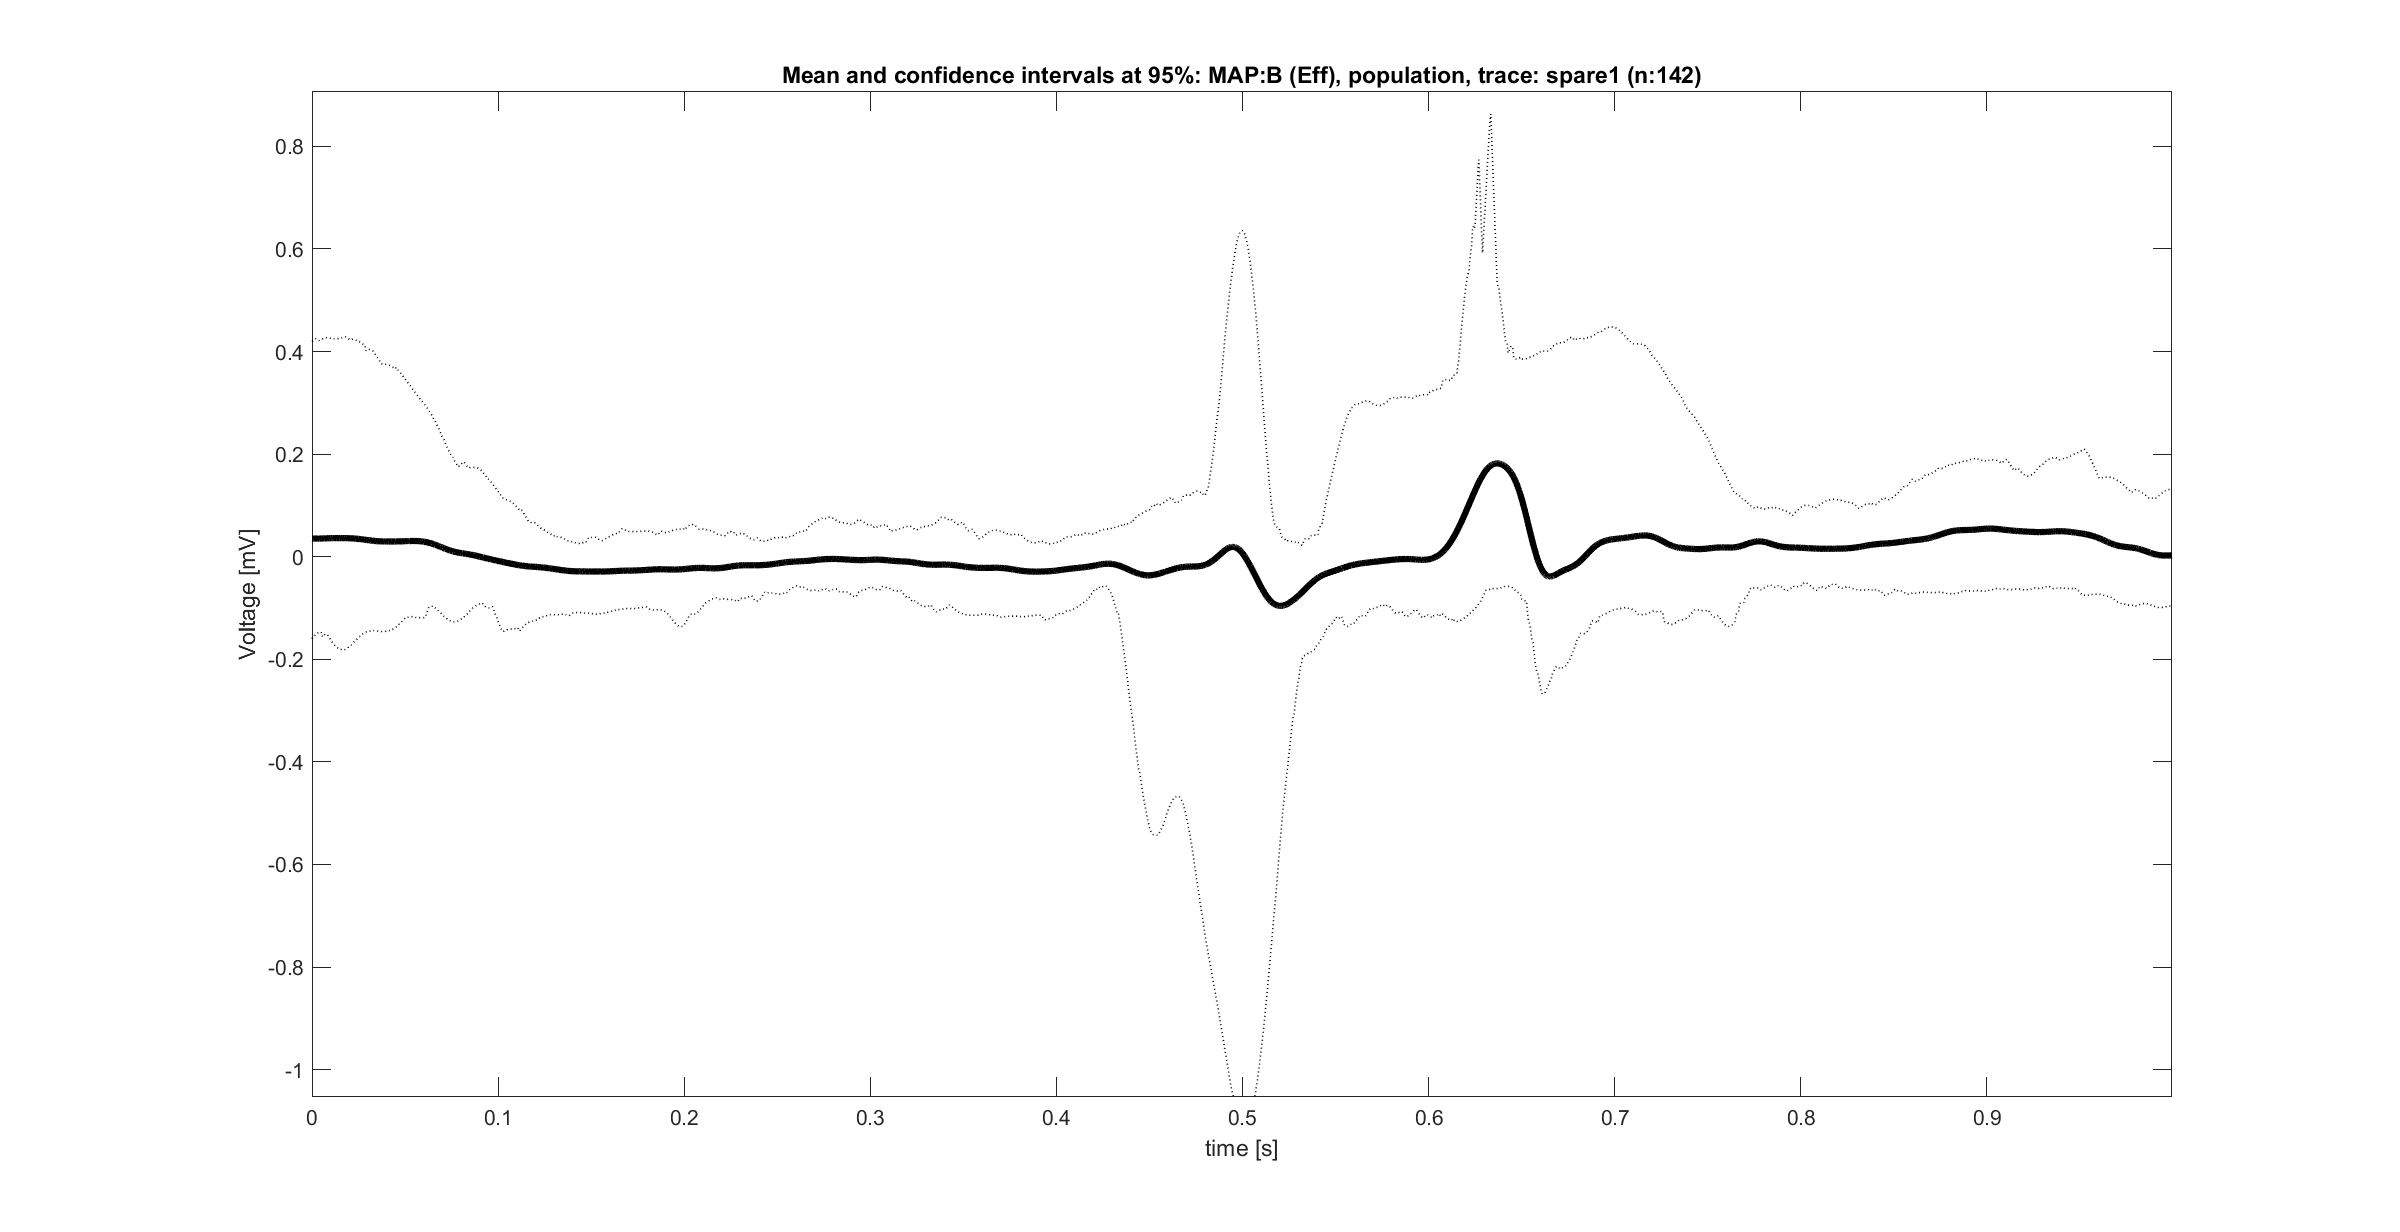 Mean and confidence intervals at 95%: MAP:B (Eff), population, trace: spare1 (n:142)
Voltage [mV]
0.8
0.6
0.4
0.2
0
-0.2
-0.4
-0.6
-0.8
-1
0 0.1 0.2 0.3 0.4 0.5 0.6 0.7 0.8 0.9
time [s]